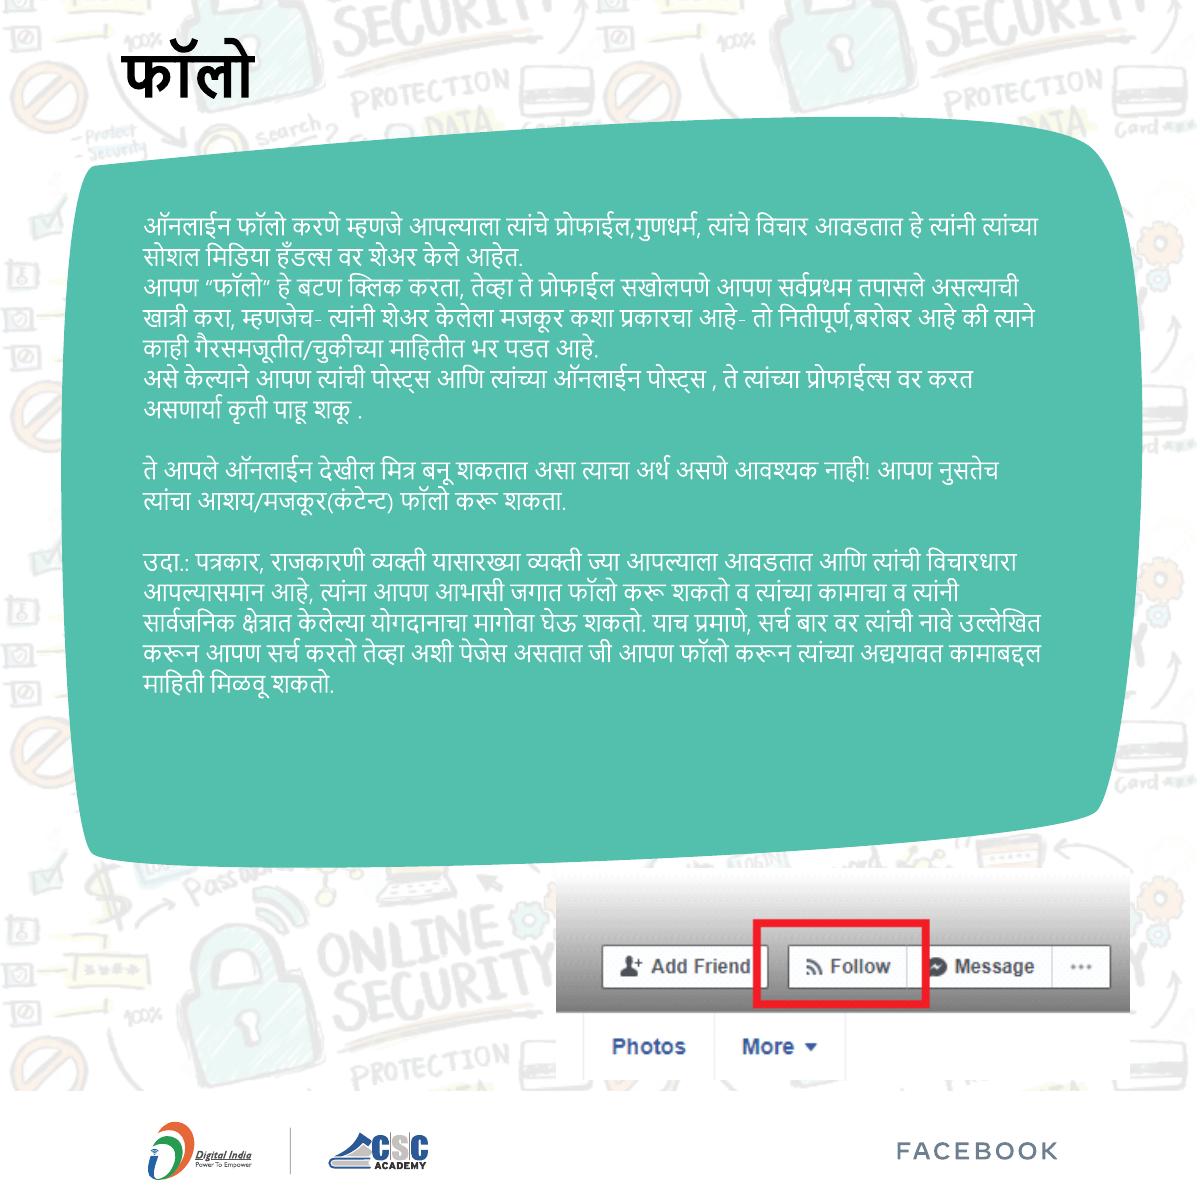 फॉलो
ऑनलाईन फॉलो करणे म्हणजे आपल्याला त्यांचे प्रोफाईल,गुणधर्म, त्यांचे विचार आवडतात हे त्यांनी त्यांच्या
सोशल मिडिया हँडल्स वर शेअर केले आहेत.
आपण “फॉलो” हे बटण क्लिक करता, तेव्हा ते प्रोफाईल सखोलपणे आपण सर्वप्रथम तपासले असल्याची
खात्री करा, म्हणजेच- त्यांनी शेअर केलेला मजकूर कशा प्रकारचा आहे- तो नितीपूर्ण,बरोबर आहे की त्याने
काही गैरसमजूतीत/चुकीच्या माहितीत भर पडत आहे.
असे केल्याने आपण त्यांची पोस्ट्स आणि त्यांच्या ऑनलाईन पोस्ट्स , ते त्यांच्या प्रोफाईल्स वर करत
असणार्या कृती पाहू शकू .
ते आपले ऑनलाईन देखील मित्र बनू शकतात असा त्याचा अर्थ असणे आवश्यक नाही! आपण नुसतेच
त्यांचा आशय/मजकूर(कंटेन्ट) फॉलो करू शकता.
उदा.: पत्रकार, राजकारणी व्यक्ती यासारख्या व्यक्ती ज्या आपल्याला आवडतात आणि त्यांची विचारधारा
आपल्यासमान आहे, त्यांना आपण आभासी जगात फॉलो करू शकतो व त्यांच्या कामाचा व त्यांनी
सार्वजनिक क्षेत्रात केलेल्या योगदानाचा मागोवा घेऊ शकतो. याच प्रमाणे, सर्च बार वर त्यांची नावे उल्लेखित
करून आपण सर्च करतो तेव्हा अशी पेजेस असतात जी आपण फॉलो करून त्यांच्या अद्ययावत कामाबद्दल
माहिती मिळवू शकतो.
Add Friend Follow Message
Photos More
ONLINE
SECURITY
PROTECTION
100%
Digital India
Power To Empower
CSC
ACADEMY
FACEBOOK